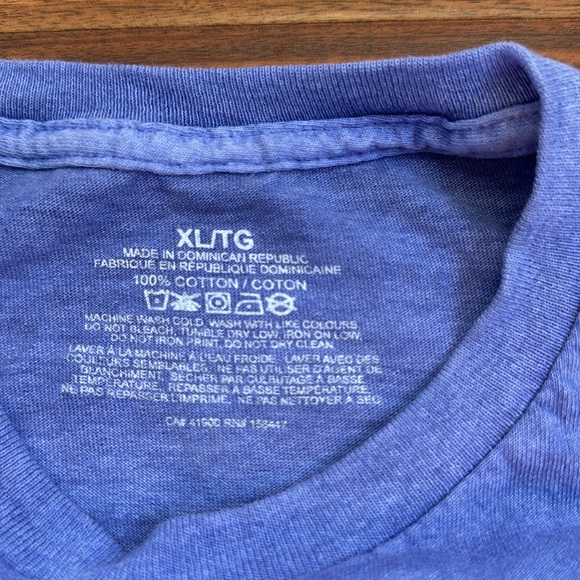 XL/TG
MADE IN DOMINICAN REPUBLIC
FABRIQUE EN RÉPUBLIQUE DOMINICAINE
100% COTTON / COTON
MACHINE WASH COLD. WASH WITH LIKE COLOURS.
DO NOT BLEACH. TUMBLE DRY LOW. IRON ON LOW.
DO NOT IRON PRINT. DO NOT DRY CLEAN.
LAVER À LA MACHINE À L'EAU FROIDE. LAVER AVEC DES
COULEURS SEMBLABLES. NE PAS UTILISER D'AGENT DE
BLANCHIMENT. SÉCHER PAR CULBUTAGE À BASSE
TEMPÉRATURE. REPASSER À BASSE TEMPÉRATURE.
NE PAS REPASSER L'IMPRIMÉ. NE PAS NETTOYER À SEC.
CA# 41900 RN#